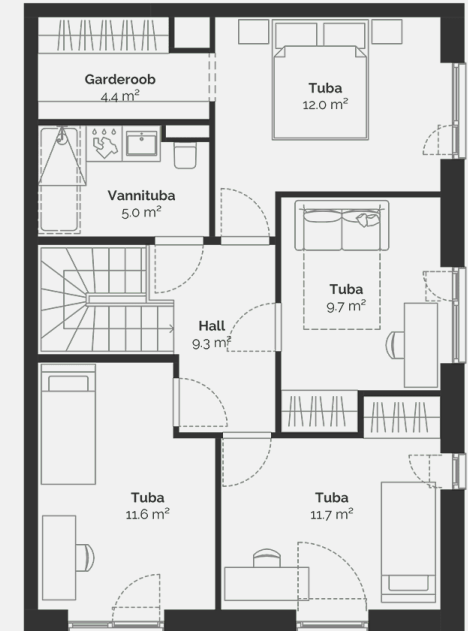 Garderoob
4.4 m²
Tuba
12.0 m²
Vannituba
5.0 m²
Tuba
9.7 m²
Hall
9.3 m²
Tuba
11.6 m²
Tuba
11.7 m²